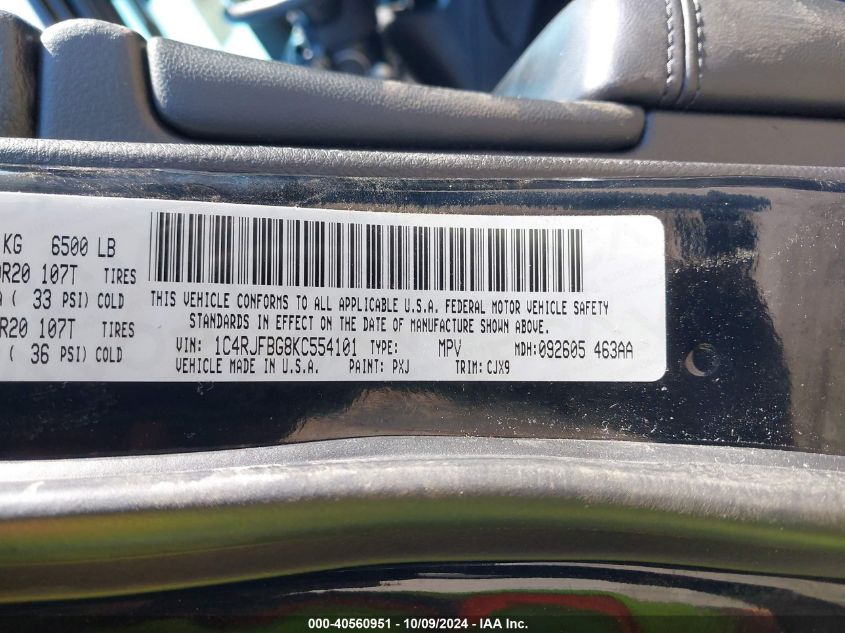 KG 6500 LB
R20 107T TIRES
( 33 PSI) COLD
R20 107T TIRES
( 36 PSI) COLD
THIS VEHICLE CONFORMS TO ALL APPLICABLE U.S.A. FEDERAL MOTOR VEHICLE SAFETY
STANDARDS IN EFFECT ON THE DATE OF MANUFACTURE SHOWN ABOVE.
VIN: 1C4RJFBG8KC554101 TYPE: MPV MDH:092605 463AA
VEHICLE MADE IN U.S.A. PAINT: PXJ TRIM: CJX9
000-40560951 - 10/09/2024 - IAA Inc.